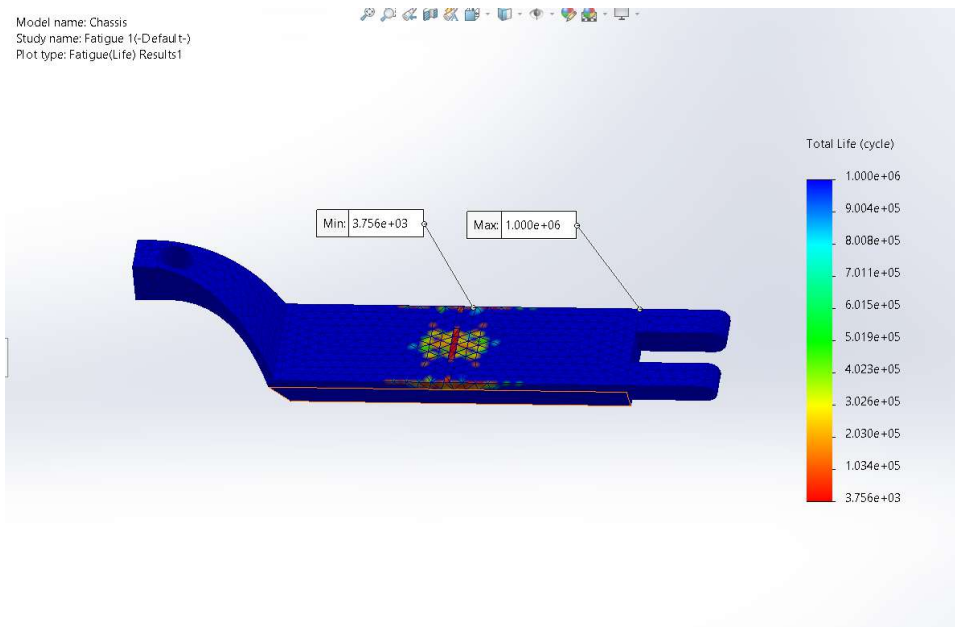 Model name: Chassis
Study name: Fatigue 1(-Default-)
Plot type: Fatigue(Life) Results1
Total Life (cycle)
1.000e+06
9.004e+05
8.008e+05
7.011e+05
6.015e+05
5.019e+05
4.023e+05
3.026e+05
2.030e+05
1.034e+05
3.756e+03
Min: 3.756e+03
Max: 1.000e+06